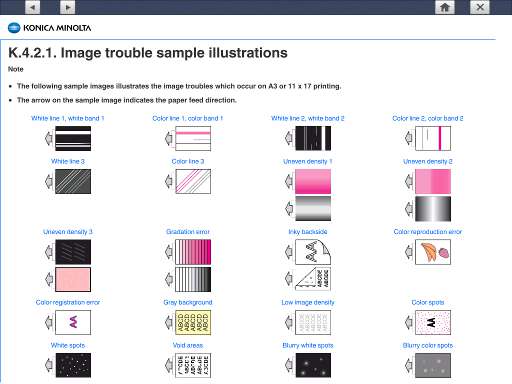 KONICA MINOLTA
K.4.2.1. Image trouble sample illustrations
Note
• The following sample images illustrates the image troubles which occur on A3 or 11 x 17 printing.
• The arrow on the sample image indicates the paper feed direction.
White line 1, white band 1 Color line 1, color band 1 White line 2, white band 2 Color line 2, color band 2
White line 3 Color line 3 Uneven density 1 Uneven density 2
Uneven density 3 Gradation error Inky backside Color reproduction error
Color registration error Gray background Low image density Color spots
ABCD ABCD ABCD ABCD
AA
White spots Void areas Blurry white spots Blurry color spots